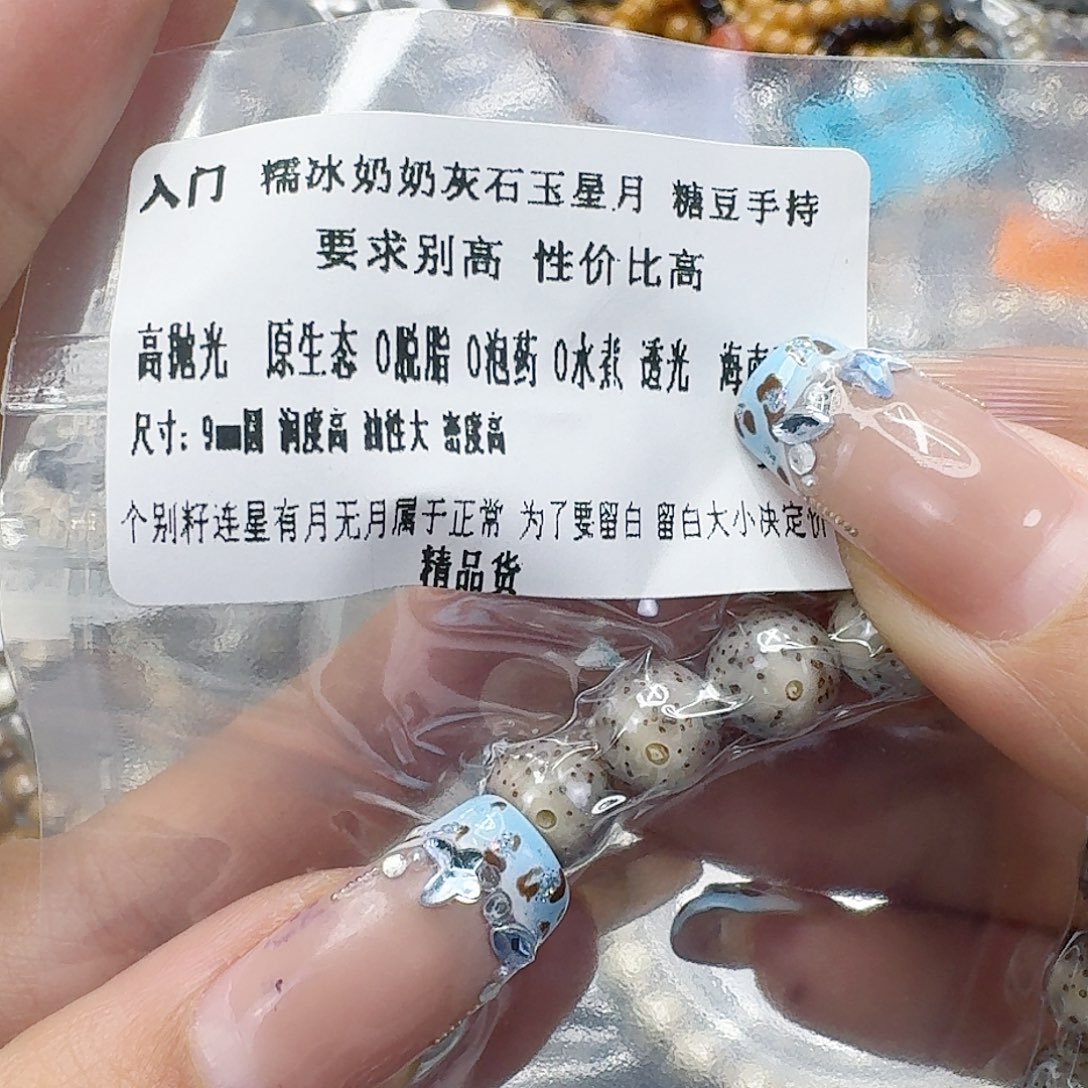 入门 糯冰奶奶灰石玉星月 糖豆手持
要求别高 性价比高
高抛光 原生态 0脱脂 0泡药 0水煮 透光 海南
尺寸：9mm圆 润度高 油性大 密度高
个别籽连星有月无月属于正常 为了要留白 留白大小决定价
精品货